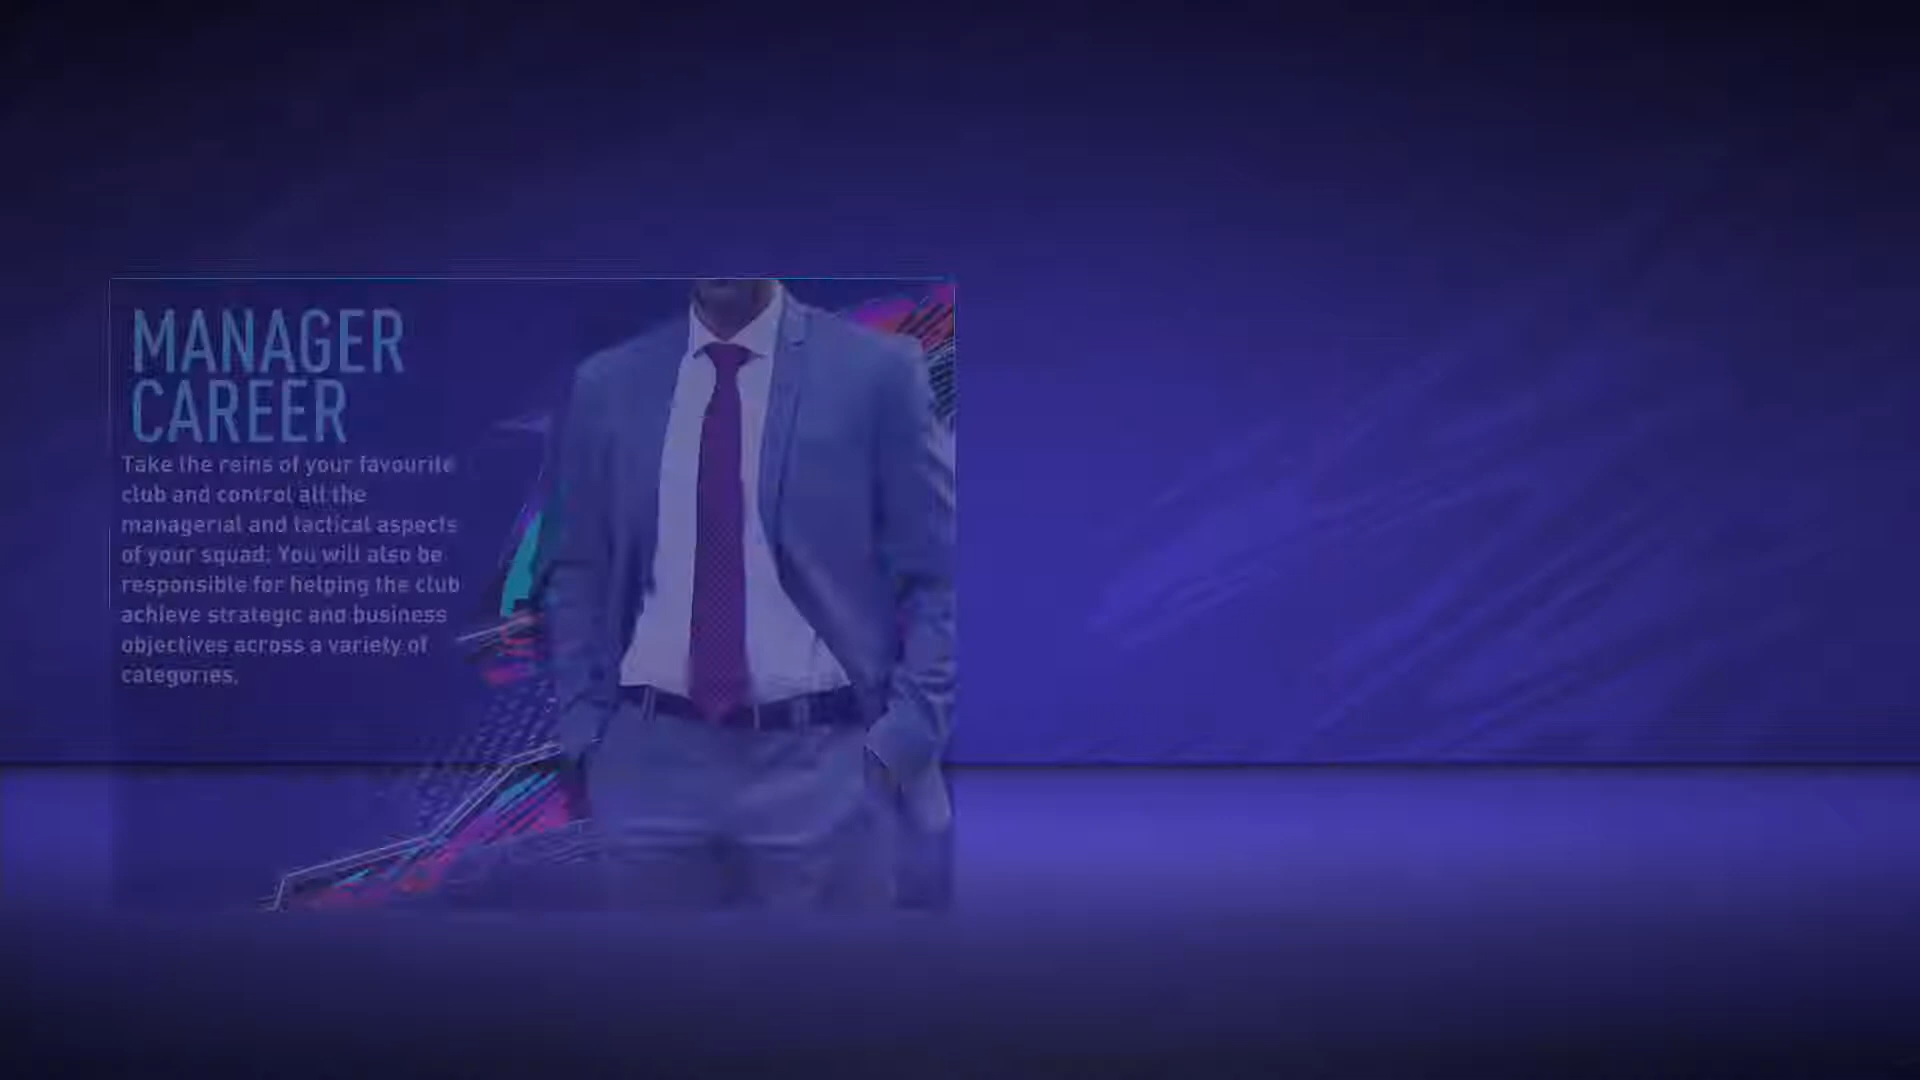 MANAGER
CAREER
Take the reins of your favourite
club and control all the
managerial and tactical aspects
of your squad. You will also be
responsible for helping the club
achieve strategic and business
objectives across a variety of
categories.